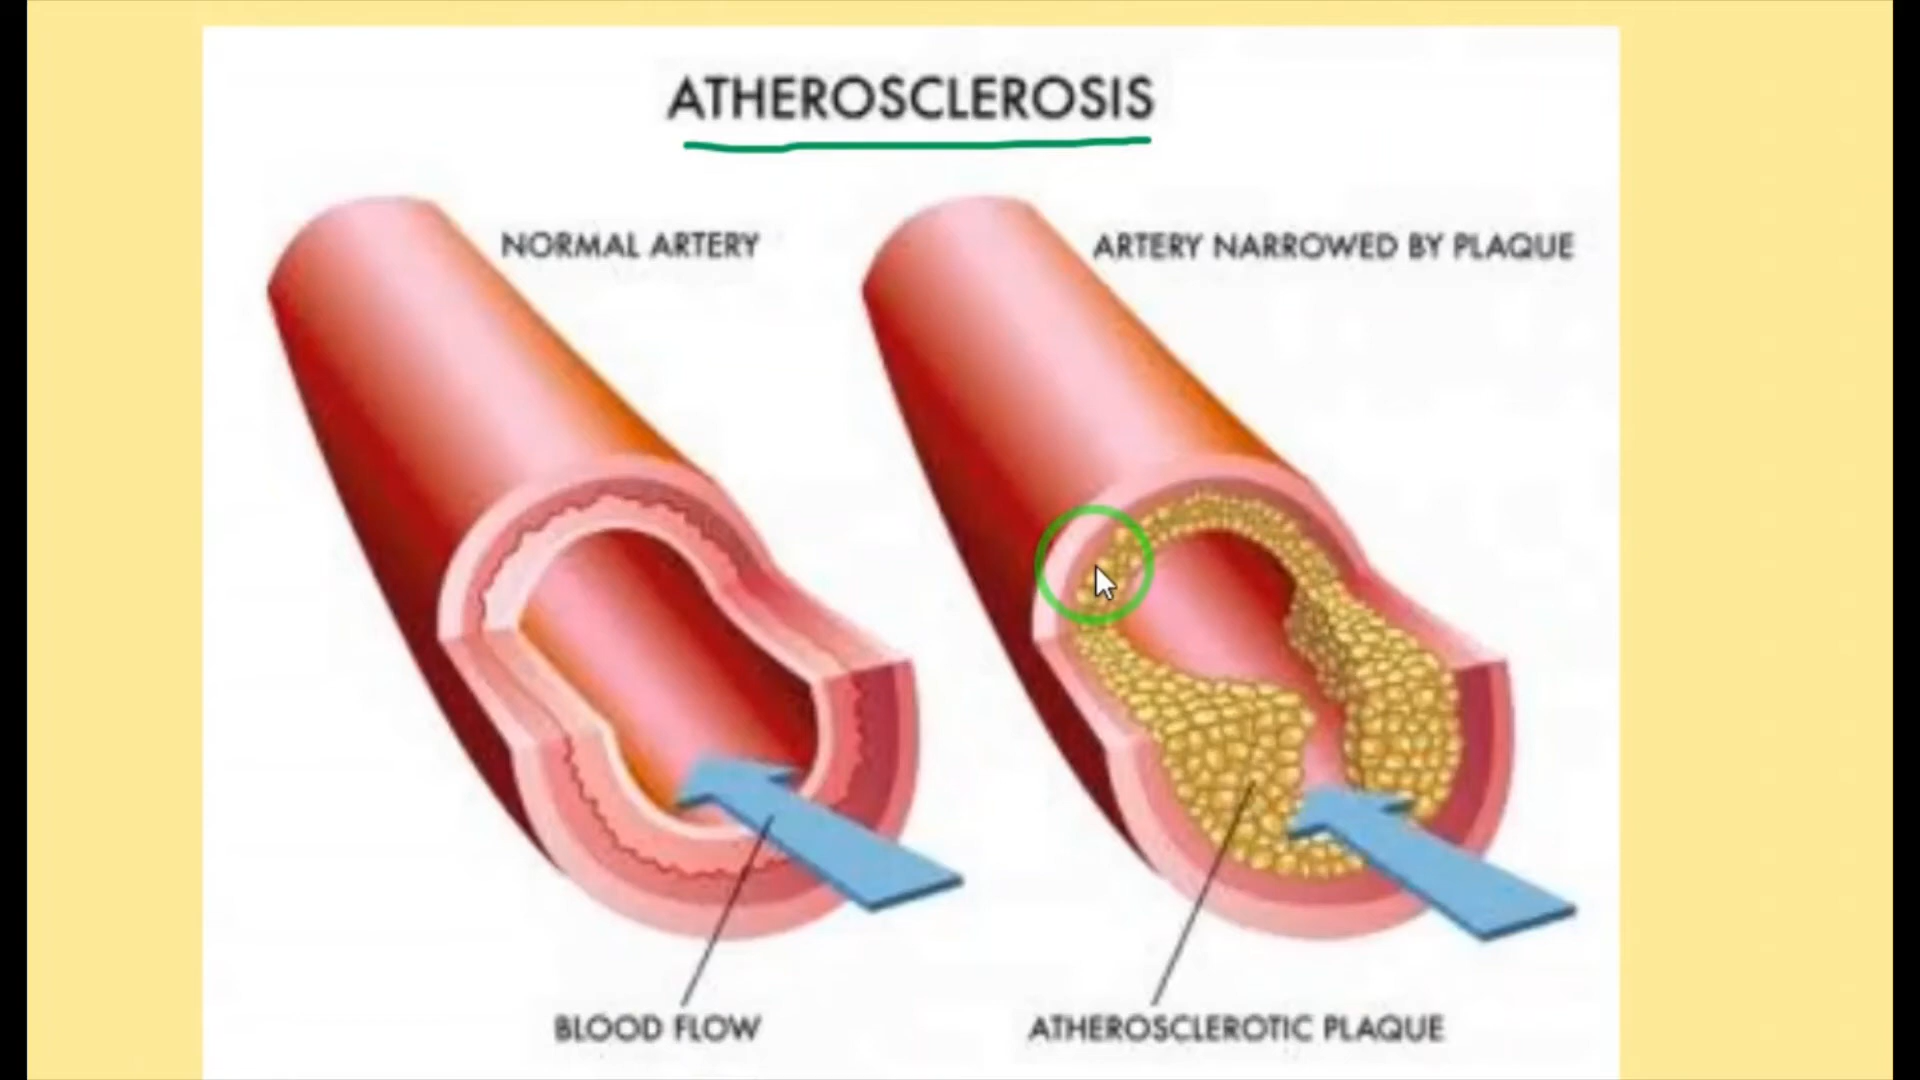 ATHEROSCLEROSIS
NORMAL ARTERY
ARTERY NARROWED BY PLAQUE
BLOOD FLOW
ATHEROSCLEROTIC PLAQUE